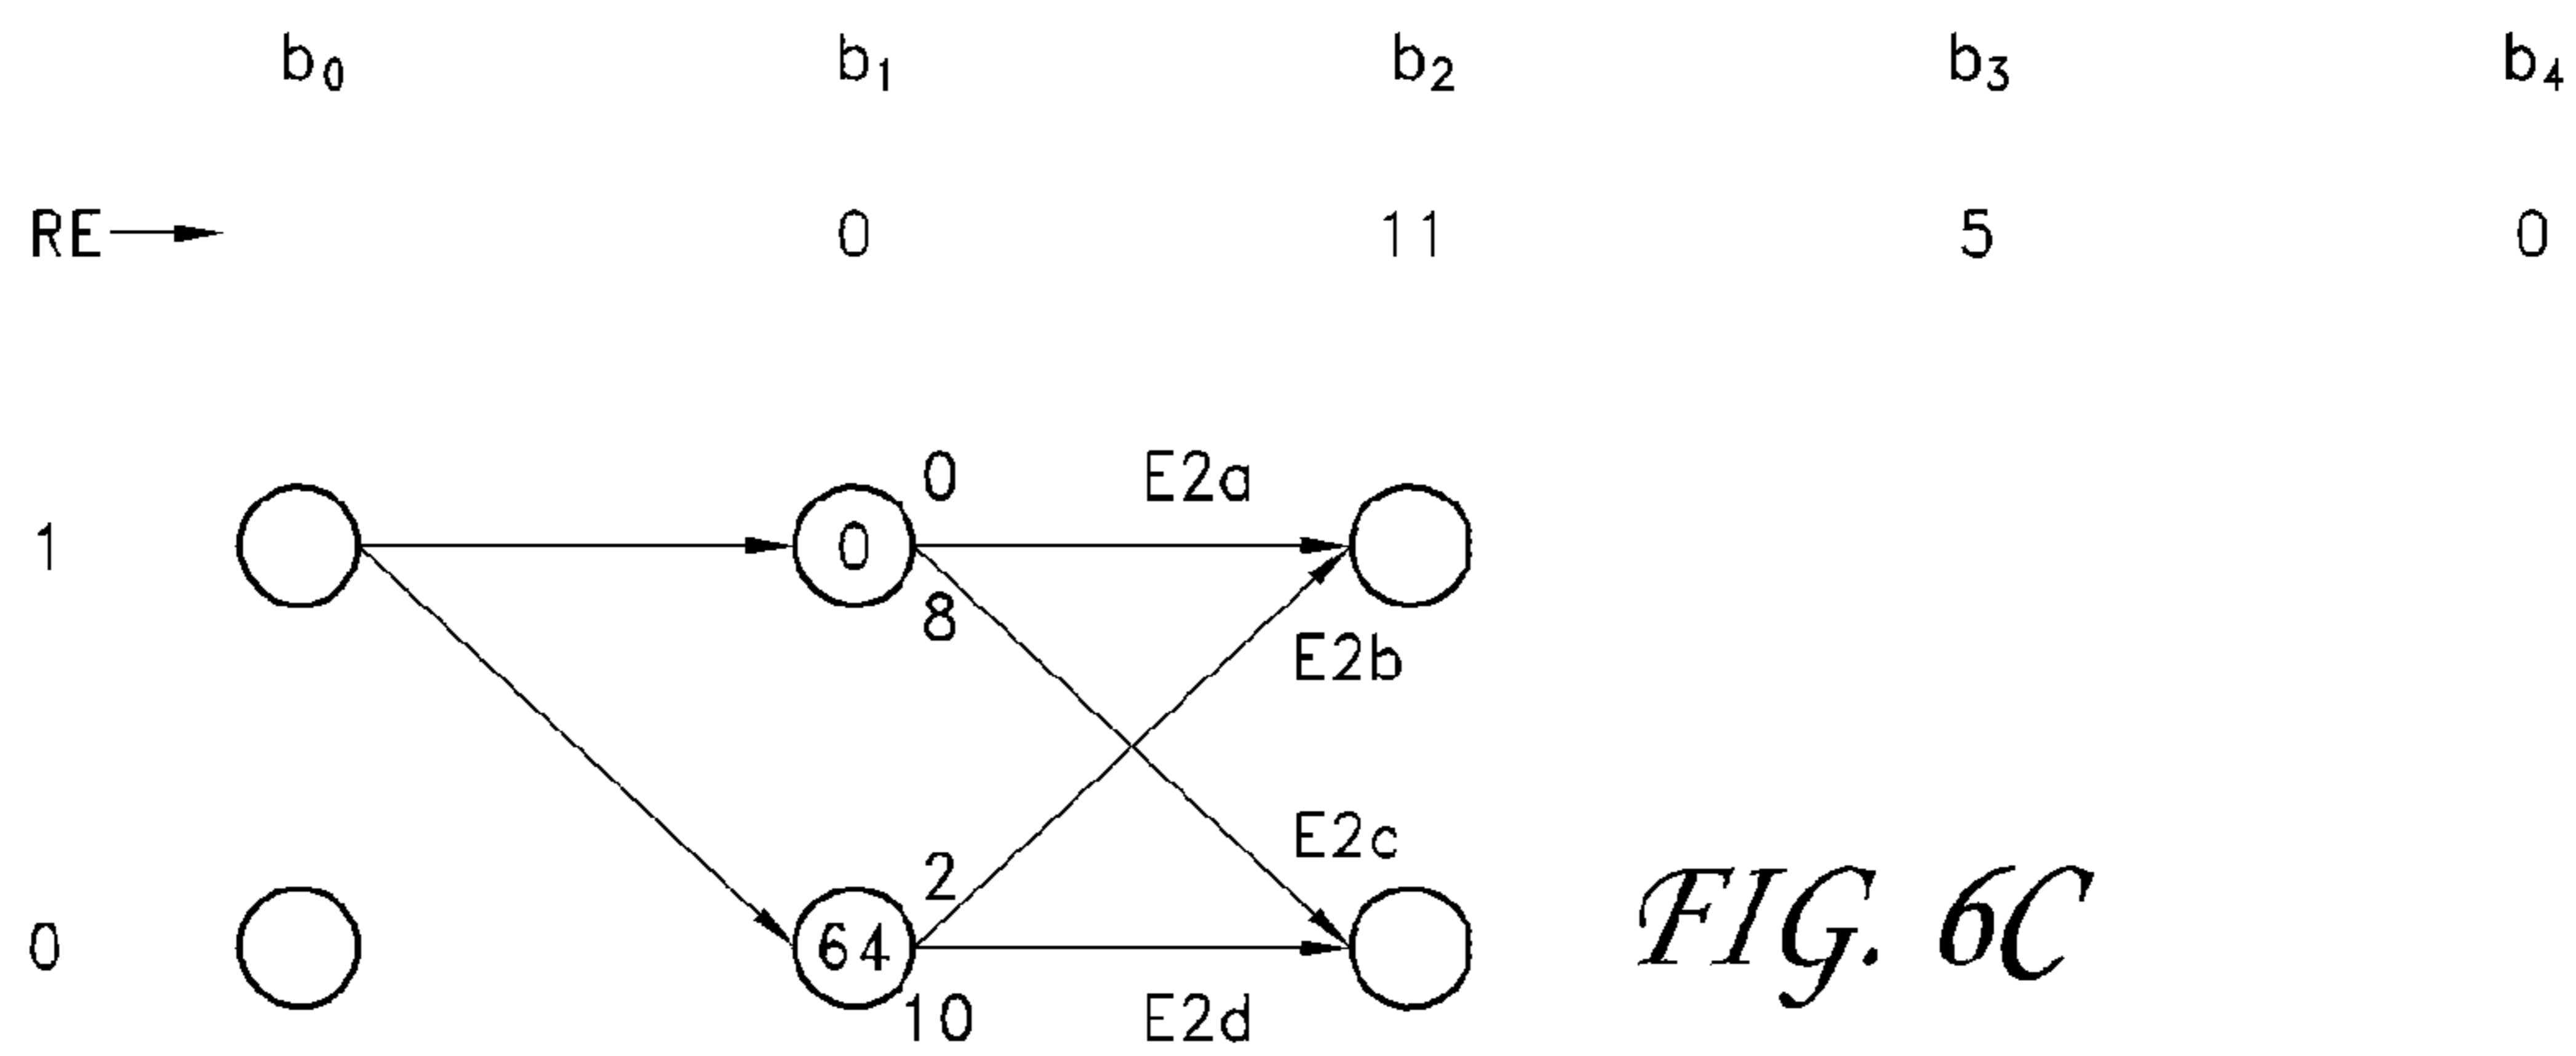 b₀ b₁ b₂ b₃ b₄
RE 0 11 5 0
0 E2a
1 0
8
E2b
E2c
2
0 64
10 E2d
FIG. 6C